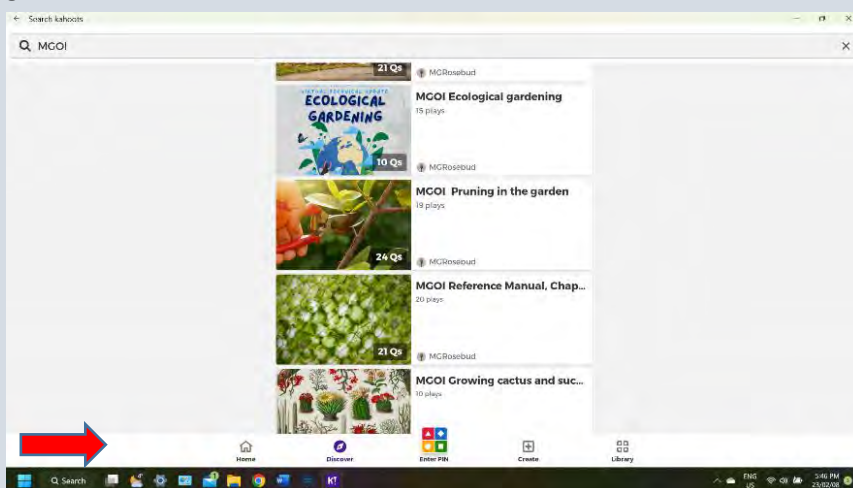 Search kahoots
MGOI
21 Qs
MGRosebud
VIRTUAL TECHNICAL UPDATE
ECOLOGICAL
GARDENING
10 Qs
MGOI Ecological gardening
15 plays
MGRosebud
24 Qs
MGOI Pruning in the garden
19 plays
MGRosebud
21 Qs
MGOI Reference Manual, Chap...
20 plays
MGRosebud
MGOI Growing cactus and suc...
10 plays
Home
Discover
Enter PIN
Create
Library
Search
K!
ENG
US
3:46 PM
23/02/08